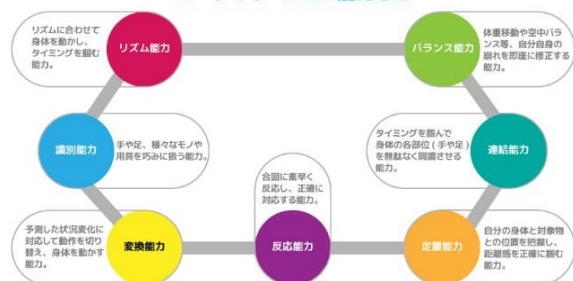 リズムに合わせて
身体を動かし、
タイミングを掴む
能力。
リズム能力
バランス能力
体重移動や空中バラ
ンス等、自分自身の
崩れを即座に修正する
能力。
識別能力
手や足、様々なモノや
用具を巧みに扱う能力。
タイミングを掴んで
身体の各部位(手や足)
を無駄なく同調させる
能力。
連結能力
予測した状況変化に
対応して動作を切り
替え、身体を動かす
能力。
変換能力
合図に素早く
反応し、正確に
対応する能力。
反応能力
定置能力
自分の身体と対象物
との位置を把握し、
距離感を正確に掴む
能力。